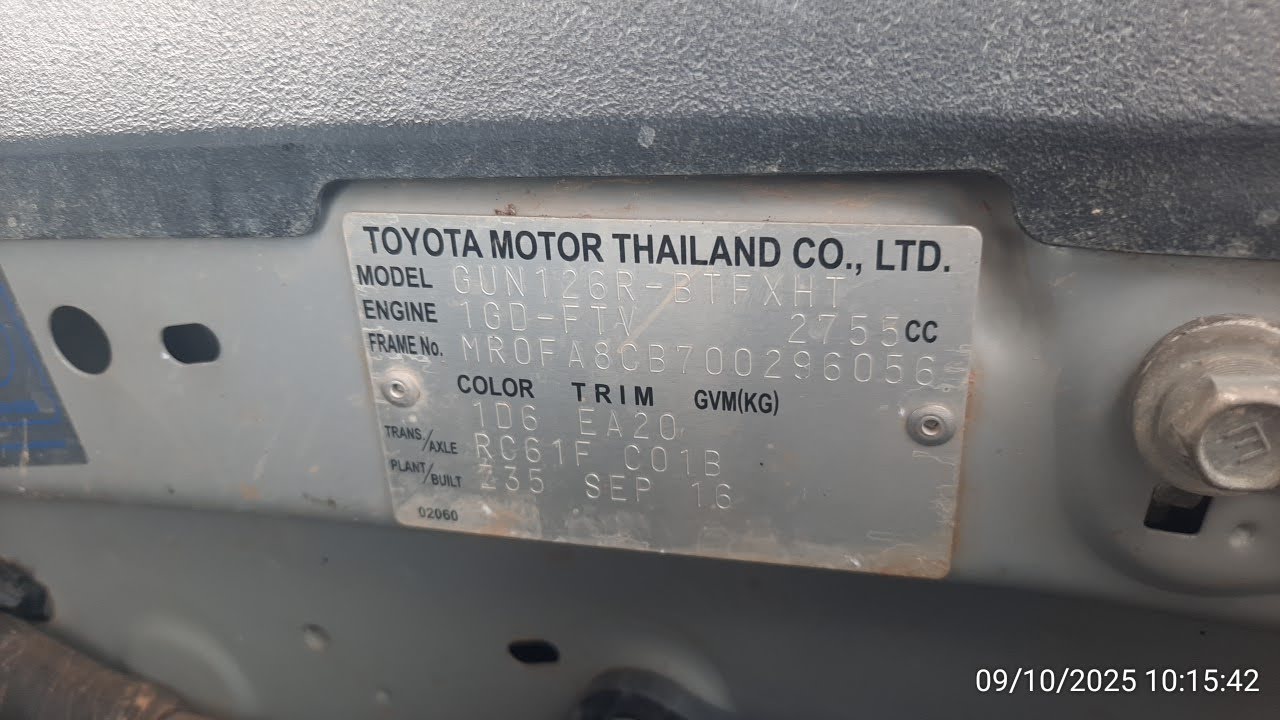 TOYOTA MOTOR THAILAND CO., LTD.
MODEL GUN126R-BTFXHT
ENGINE 1GD-FTV 2755 CC
FRAME No. MR0FA8CB700296056
COLOR TRIM GVM(KG)
1D6 EA20
TRANS/AXLE RC61F C01B
PLANT/BUILT Z35 SEP 16
02060
E
09/10/2025 10:15:42